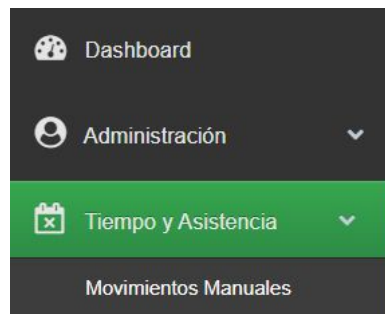 Dashboard
Administración
Tiempo y Asistencia
Movimientos Manuales